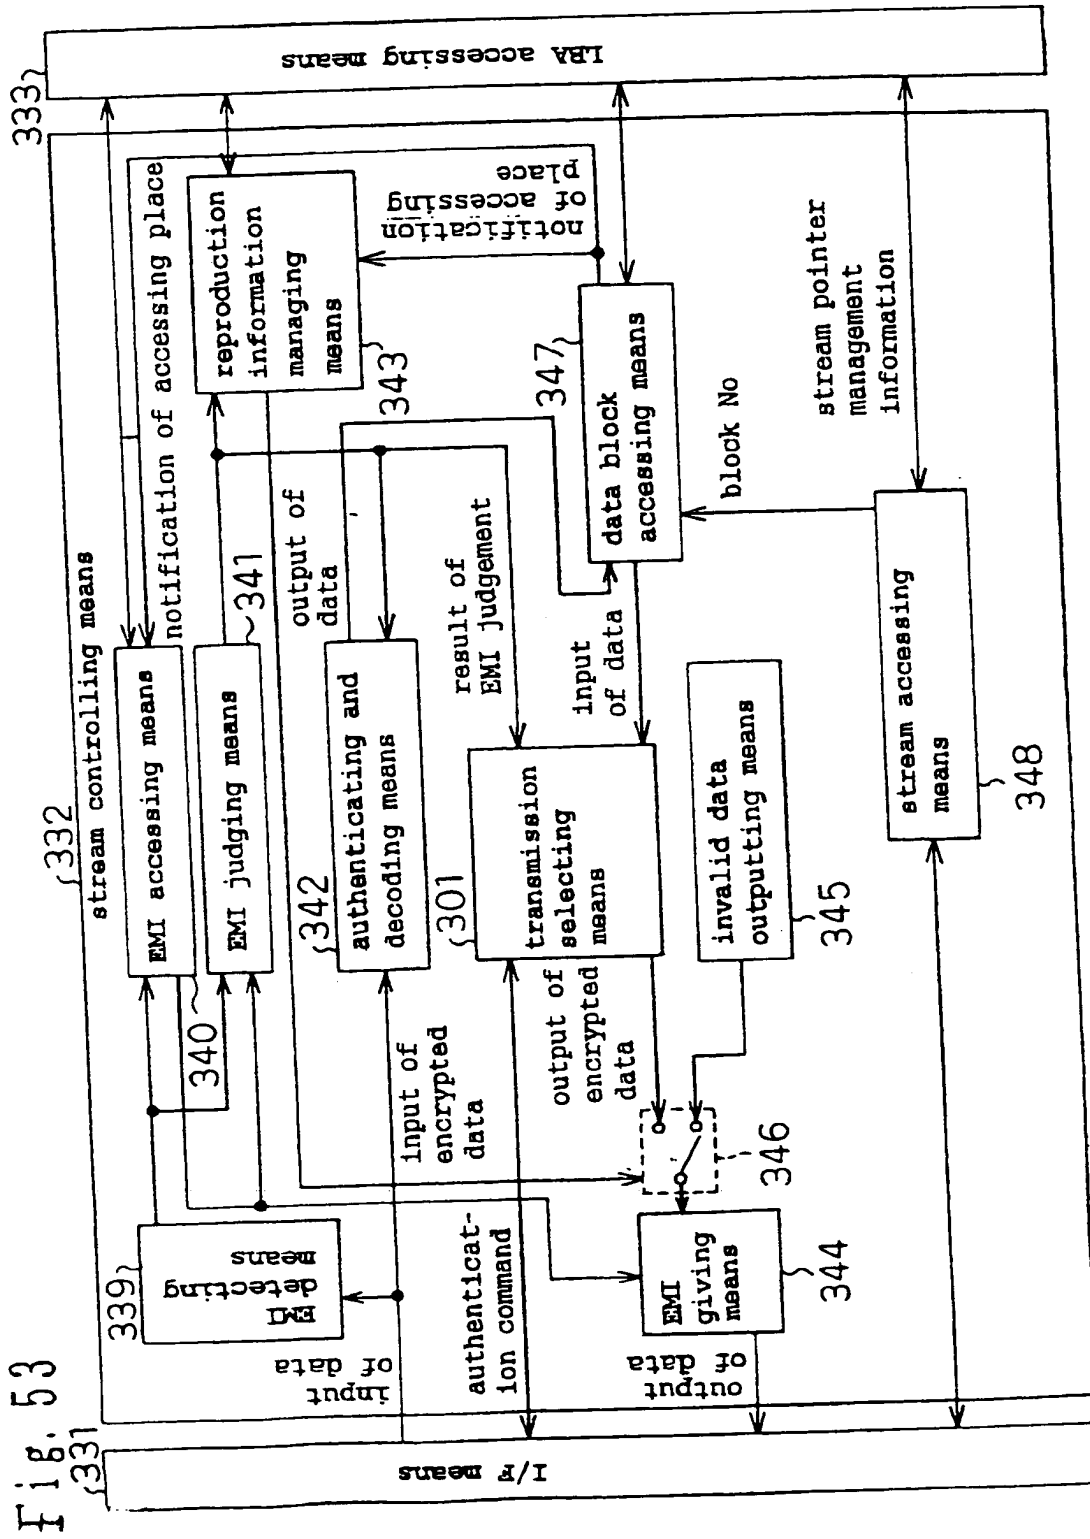 Fig. 53
331
I/F means
332
stream controlling means
333
LBA accessing means
339
EMI
detecting
means
input
of data
EMI accessing means
340
notification of accessing place
EMI judging means
341
reproduction
information
managing
means
343
notification
of accessing
place
output of
data
342
authenticating and
decoding means
input of
encrypted
data
result of
EMI judgement
301
transmission
selecting
means
authenticat-
ion command
output of
encrypted
data
input
of data
347
data block
accessing means
block No
invalid data
outputting means
345
346
EMI
giving
means
344
output
of data
stream pointer
management
information
stream accessing
means
348